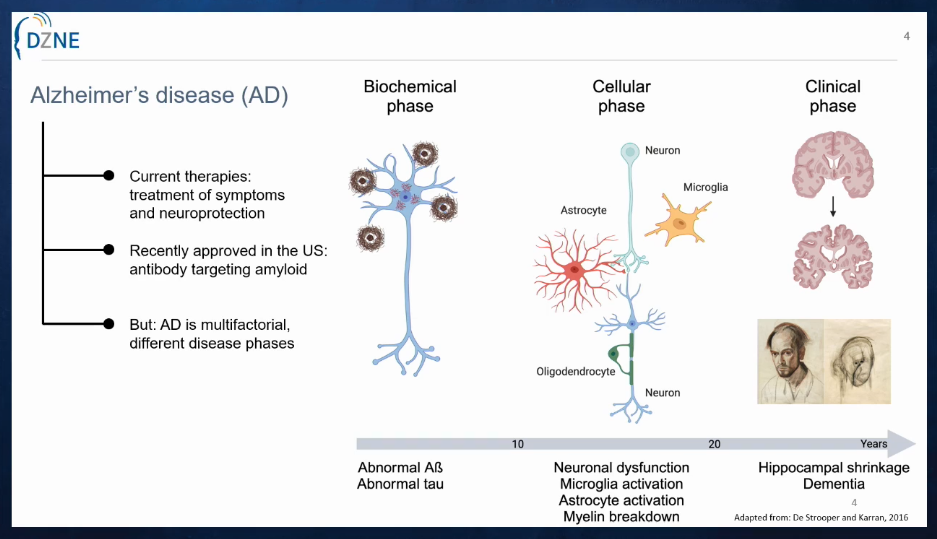 DZNE
4
Alzheimer's disease (AD)
Current therapies:
treatment of symptoms
and neuroprotection
Recently approved in the US:
antibody targeting amyloid
But: AD is multifactorial,
different disease phases
Biochemical
phase
Cellular
phase
Clinical
phase
Neuron
Microglia
Astrocyte
Oligodendrocyte
Neuron
10
20
Years
Abnormal Aß
Abnormal tau
Neuronal dysfunction
Microglia activation
Astrocyte activation
Myelin breakdown
Hippocampal shrinkage
Dementia
4
Adapted from: De Strooper and Karran, 2016